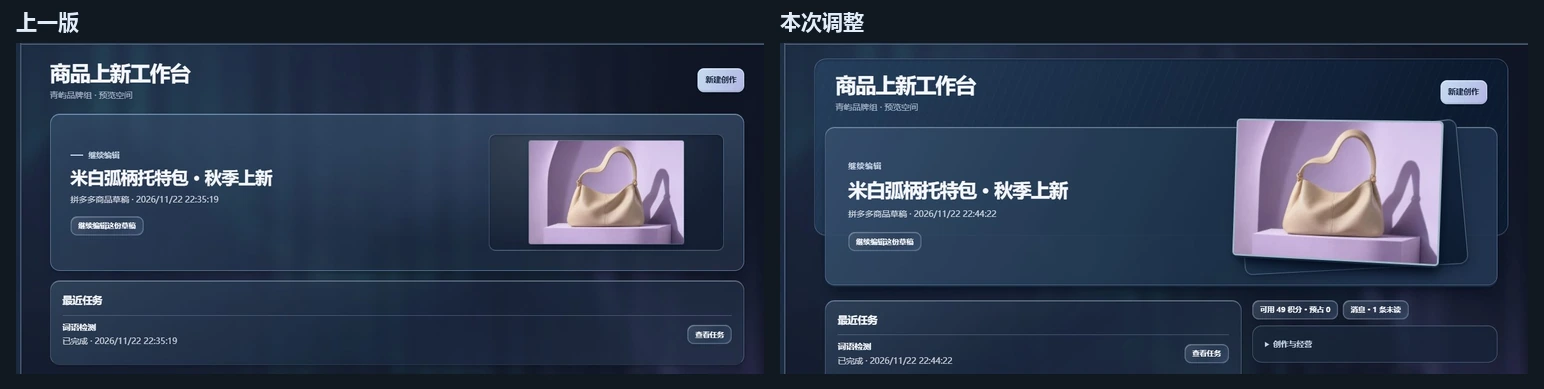 上一版
商品上新工作台
青屿品牌组 · 预览空间
新建创作
继续编辑
米白弧柄托特包 · 秋季上新
拼多多商品草稿 · 2026/11/22 22:35:19
继续编辑这份草稿
最近任务
词语检测
已完成 · 2026/11/22 22:35:19
查看任务
本次调整
商品上新工作台
青屿品牌组 · 预览空间
新建创作
继续编辑
米白弧柄托特包 · 秋季上新
拼多多商品草稿 · 2026/11/22 22:44:22
继续编辑这份草稿
最近任务
词语检测
已完成 · 2026/11/22 22:44:22
查看任务
可用 49 积分 · 预占 0
消息 · 1 条未读
创作与经营